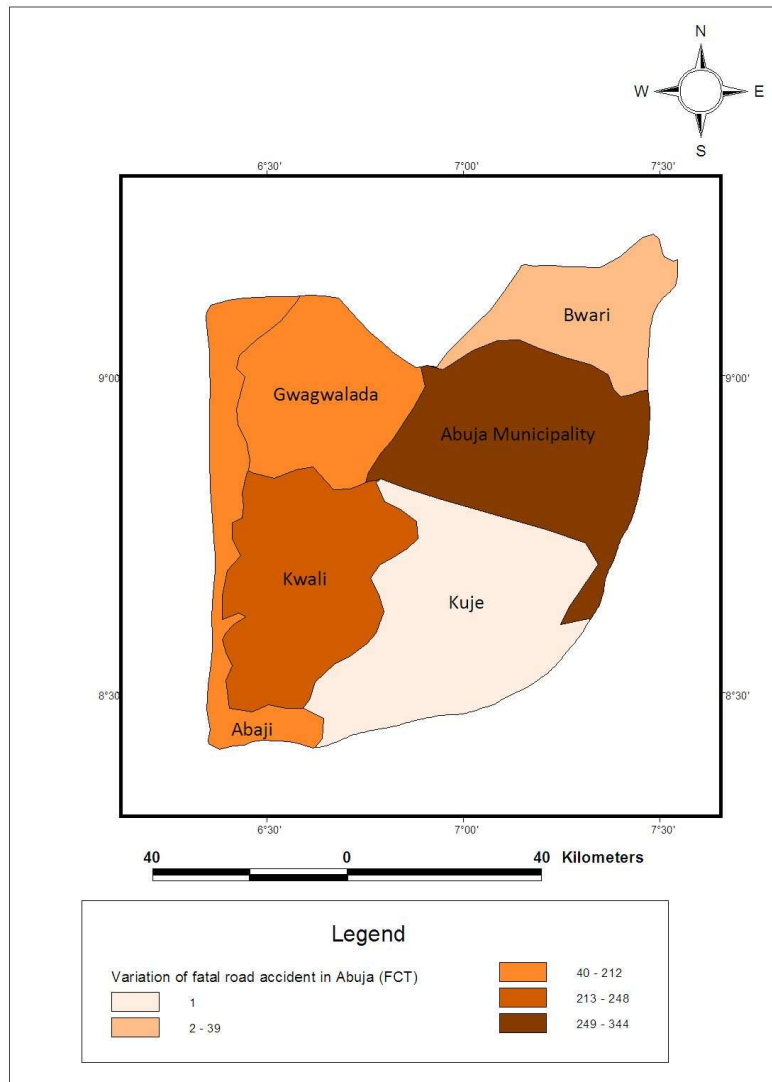 N
W E
S
6°30' 7°00' 7°30'
Bwari
9°00' 9°00'
Gwagwalada
Abuja Municipality
Kwali
Kuje
8°30' 8°30'
Abaji
6°30' 7°00' 7°30'
40 0 40 Kilometers
Legend
Variation of fatal road accident in Abuja (FCT)
1
2 - 39
40 - 212
213 - 248
249 - 344